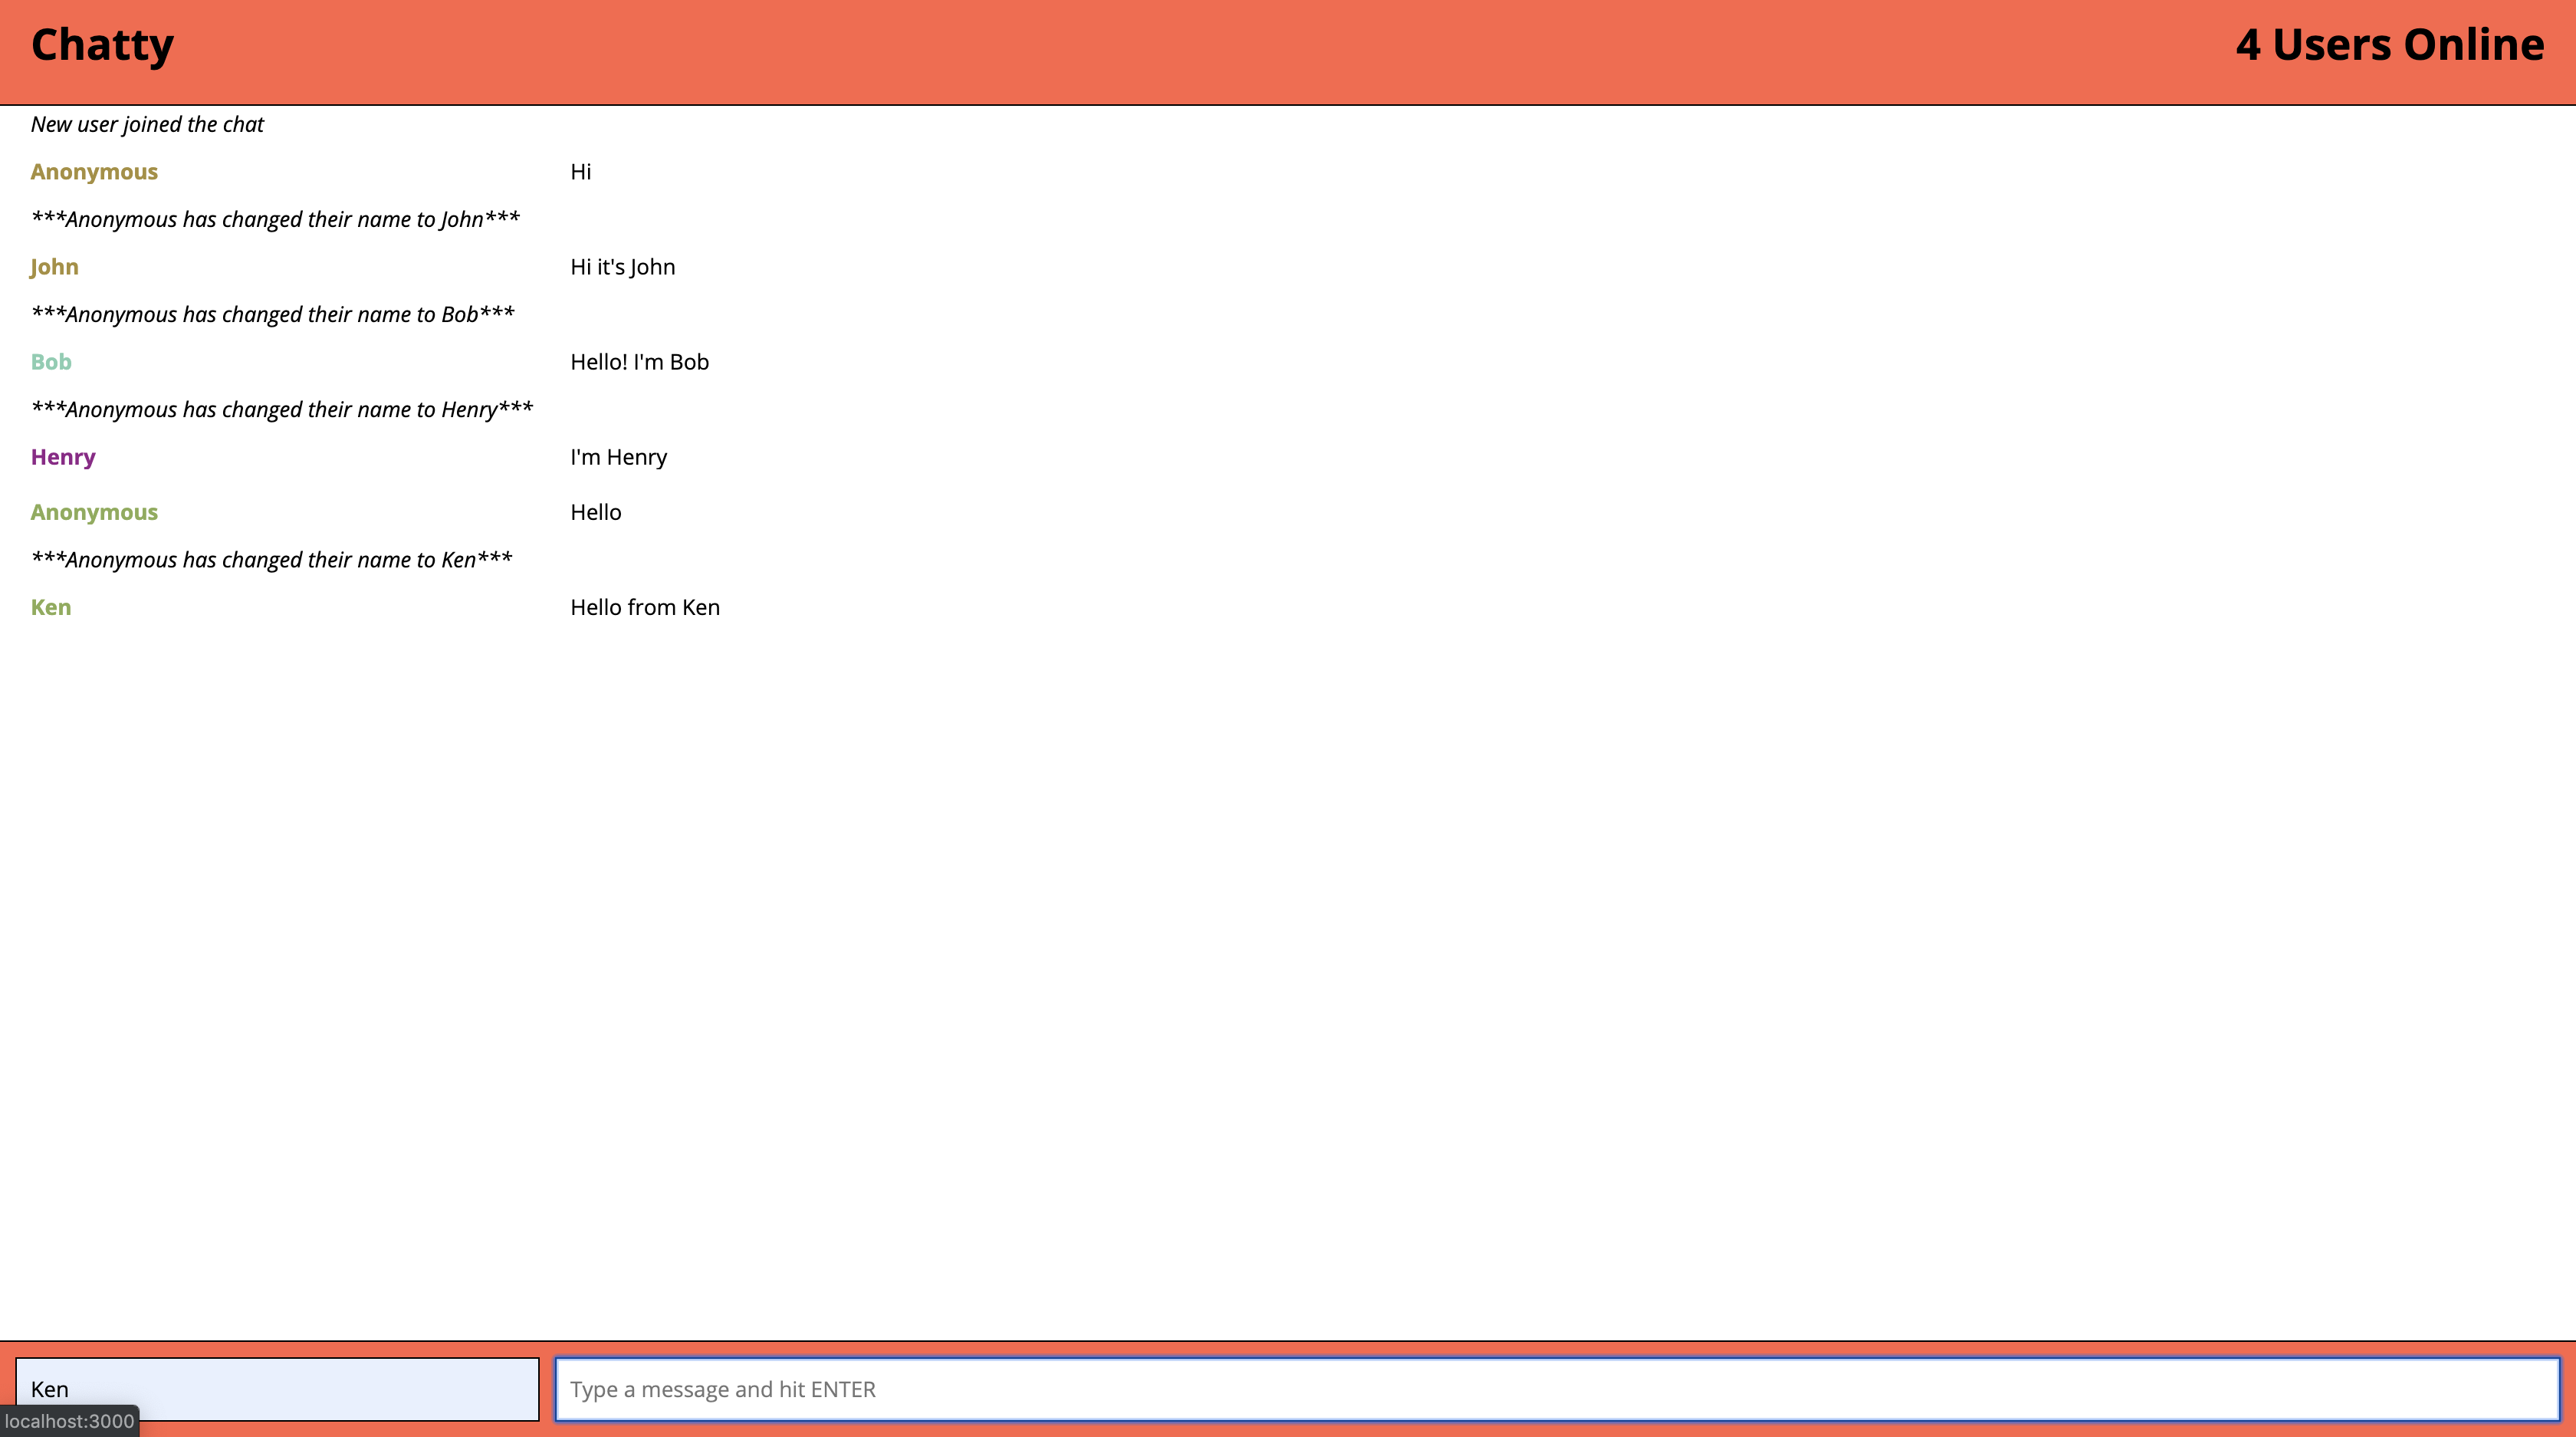 Chatty 4 Users Online
New user joined the chat
Anonymous Hi
***Anonymous has changed their name to John***
John Hi it's John
***Anonymous has changed their name to Bob***
Bob Hello! I'm Bob
***Anonymous has changed their name to Henry***
Henry I'm Henry
Anonymous Hello
***Anonymous has changed their name to Ken***
Ken Hello from Ken
Ken Type a message and hit ENTER
localhost:3000